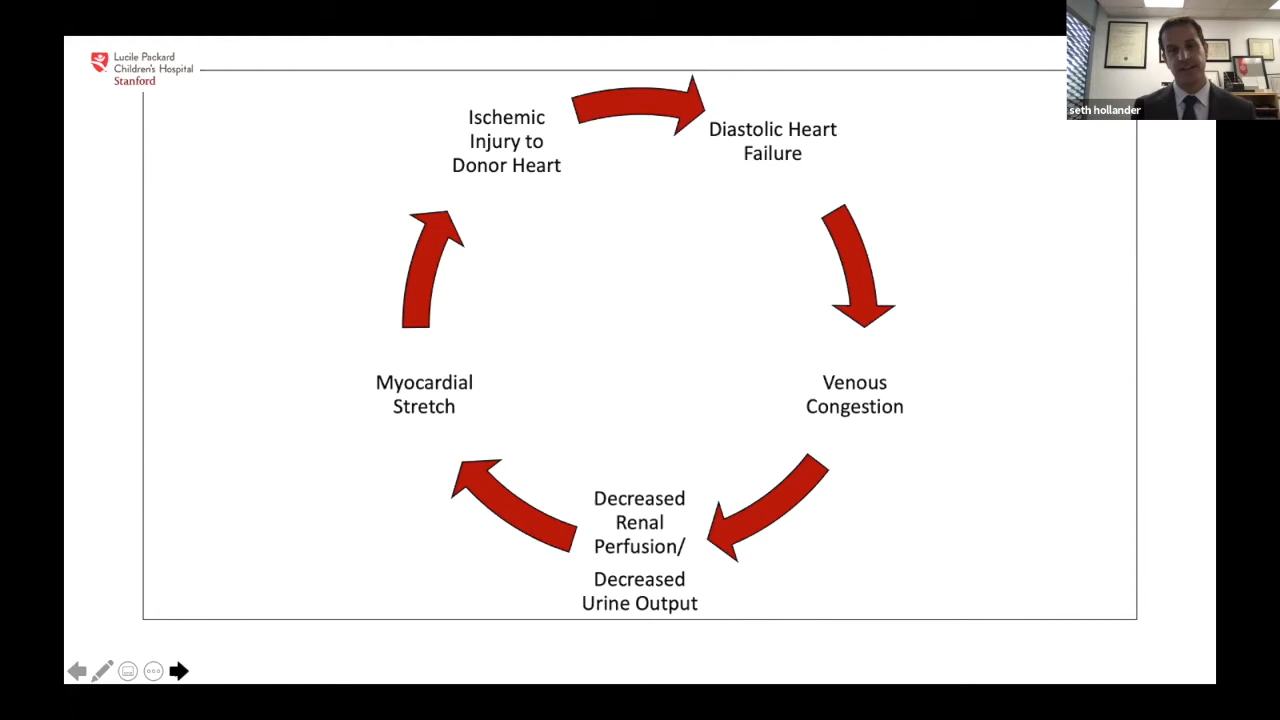 Lucile Packard
Children's Hospital
Stanford
seth hollander
Ischemic
Injury to
Donor Heart
Diastolic Heart
Failure
Venous
Congestion
Decreased
Renal
Perfusion/
Decreased
Urine Output
Myocardial
Stretch